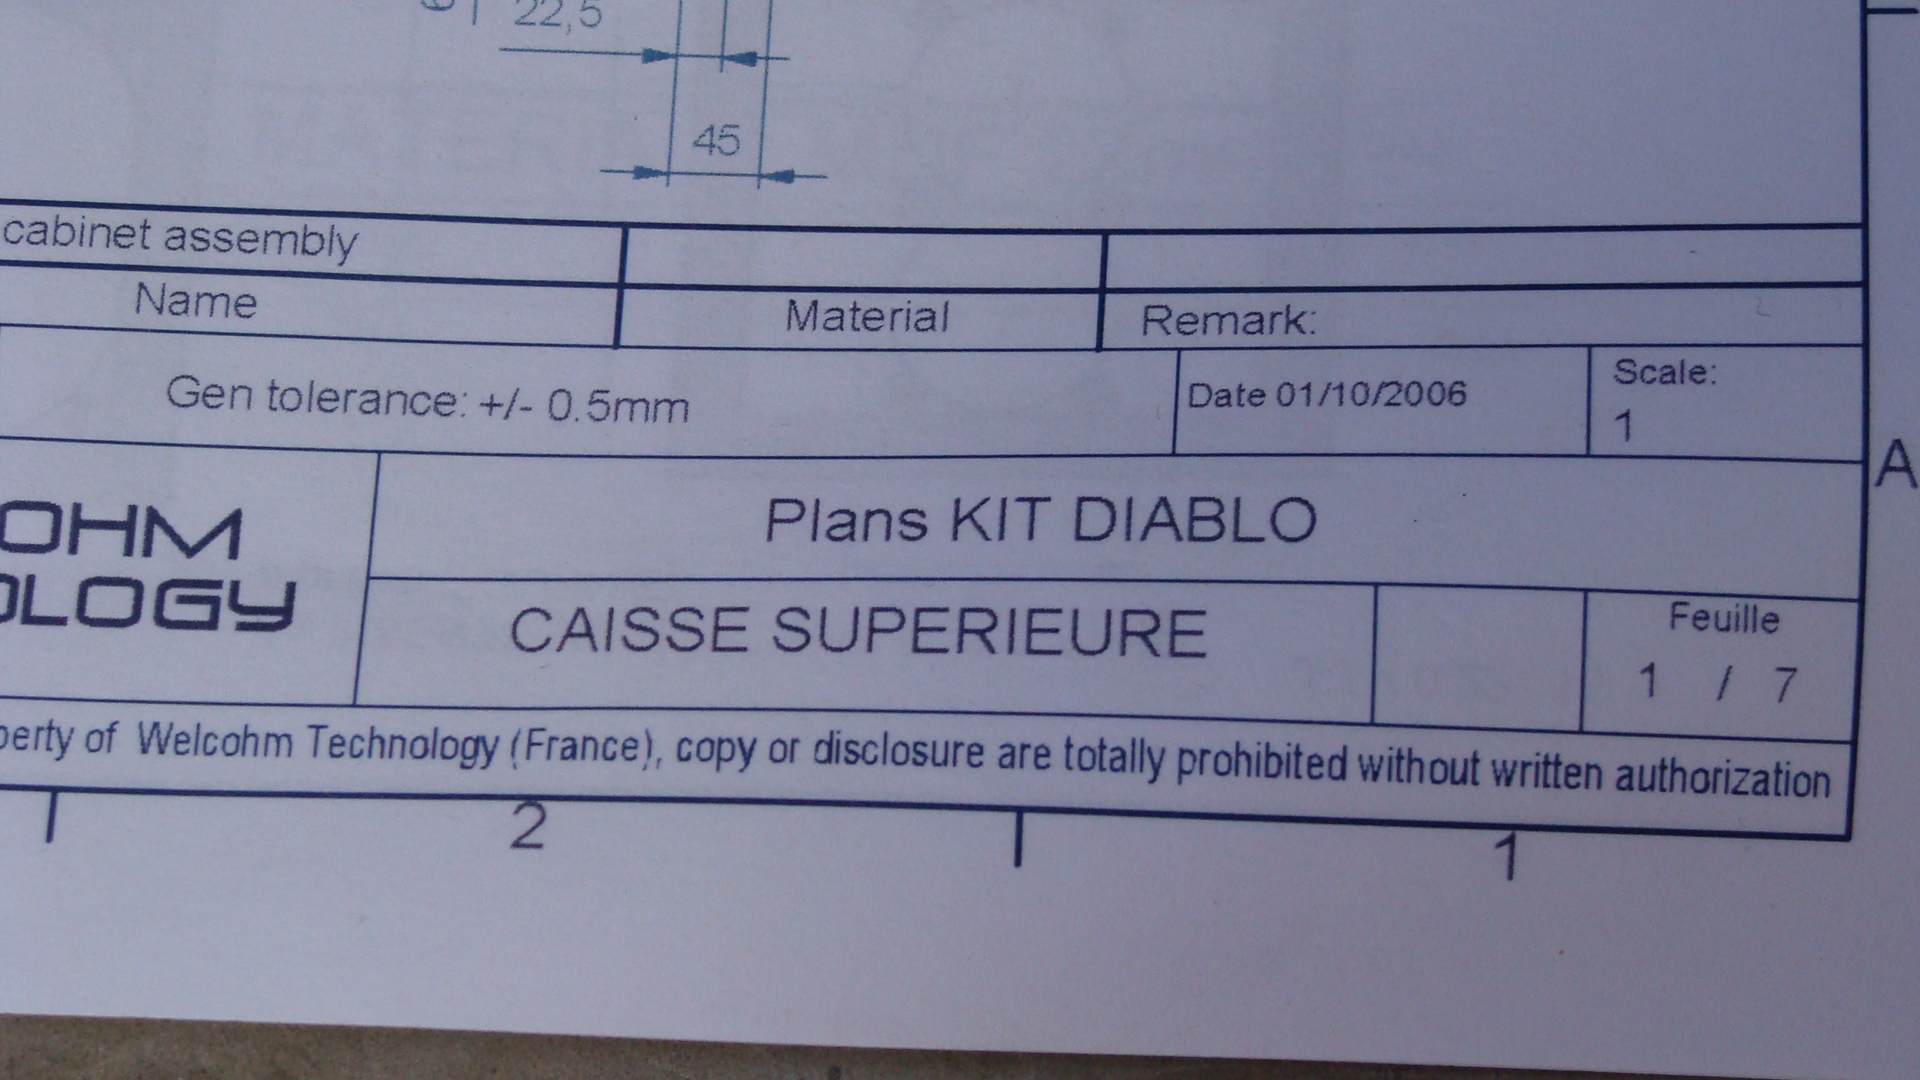 22,5
45
cabinet assembly
Name Material Remark:
Gen tolerance: +/- 0.5mm Date 01/10/2006 Scale:
1
A
OHM
OLOGY
Plans KIT DIABLO
CAISSE SUPERIEURE
Feuille
1 / 7
perty of Welcohm Technology (France), copy or disclosure are totally prohibited without written authorization
2 1